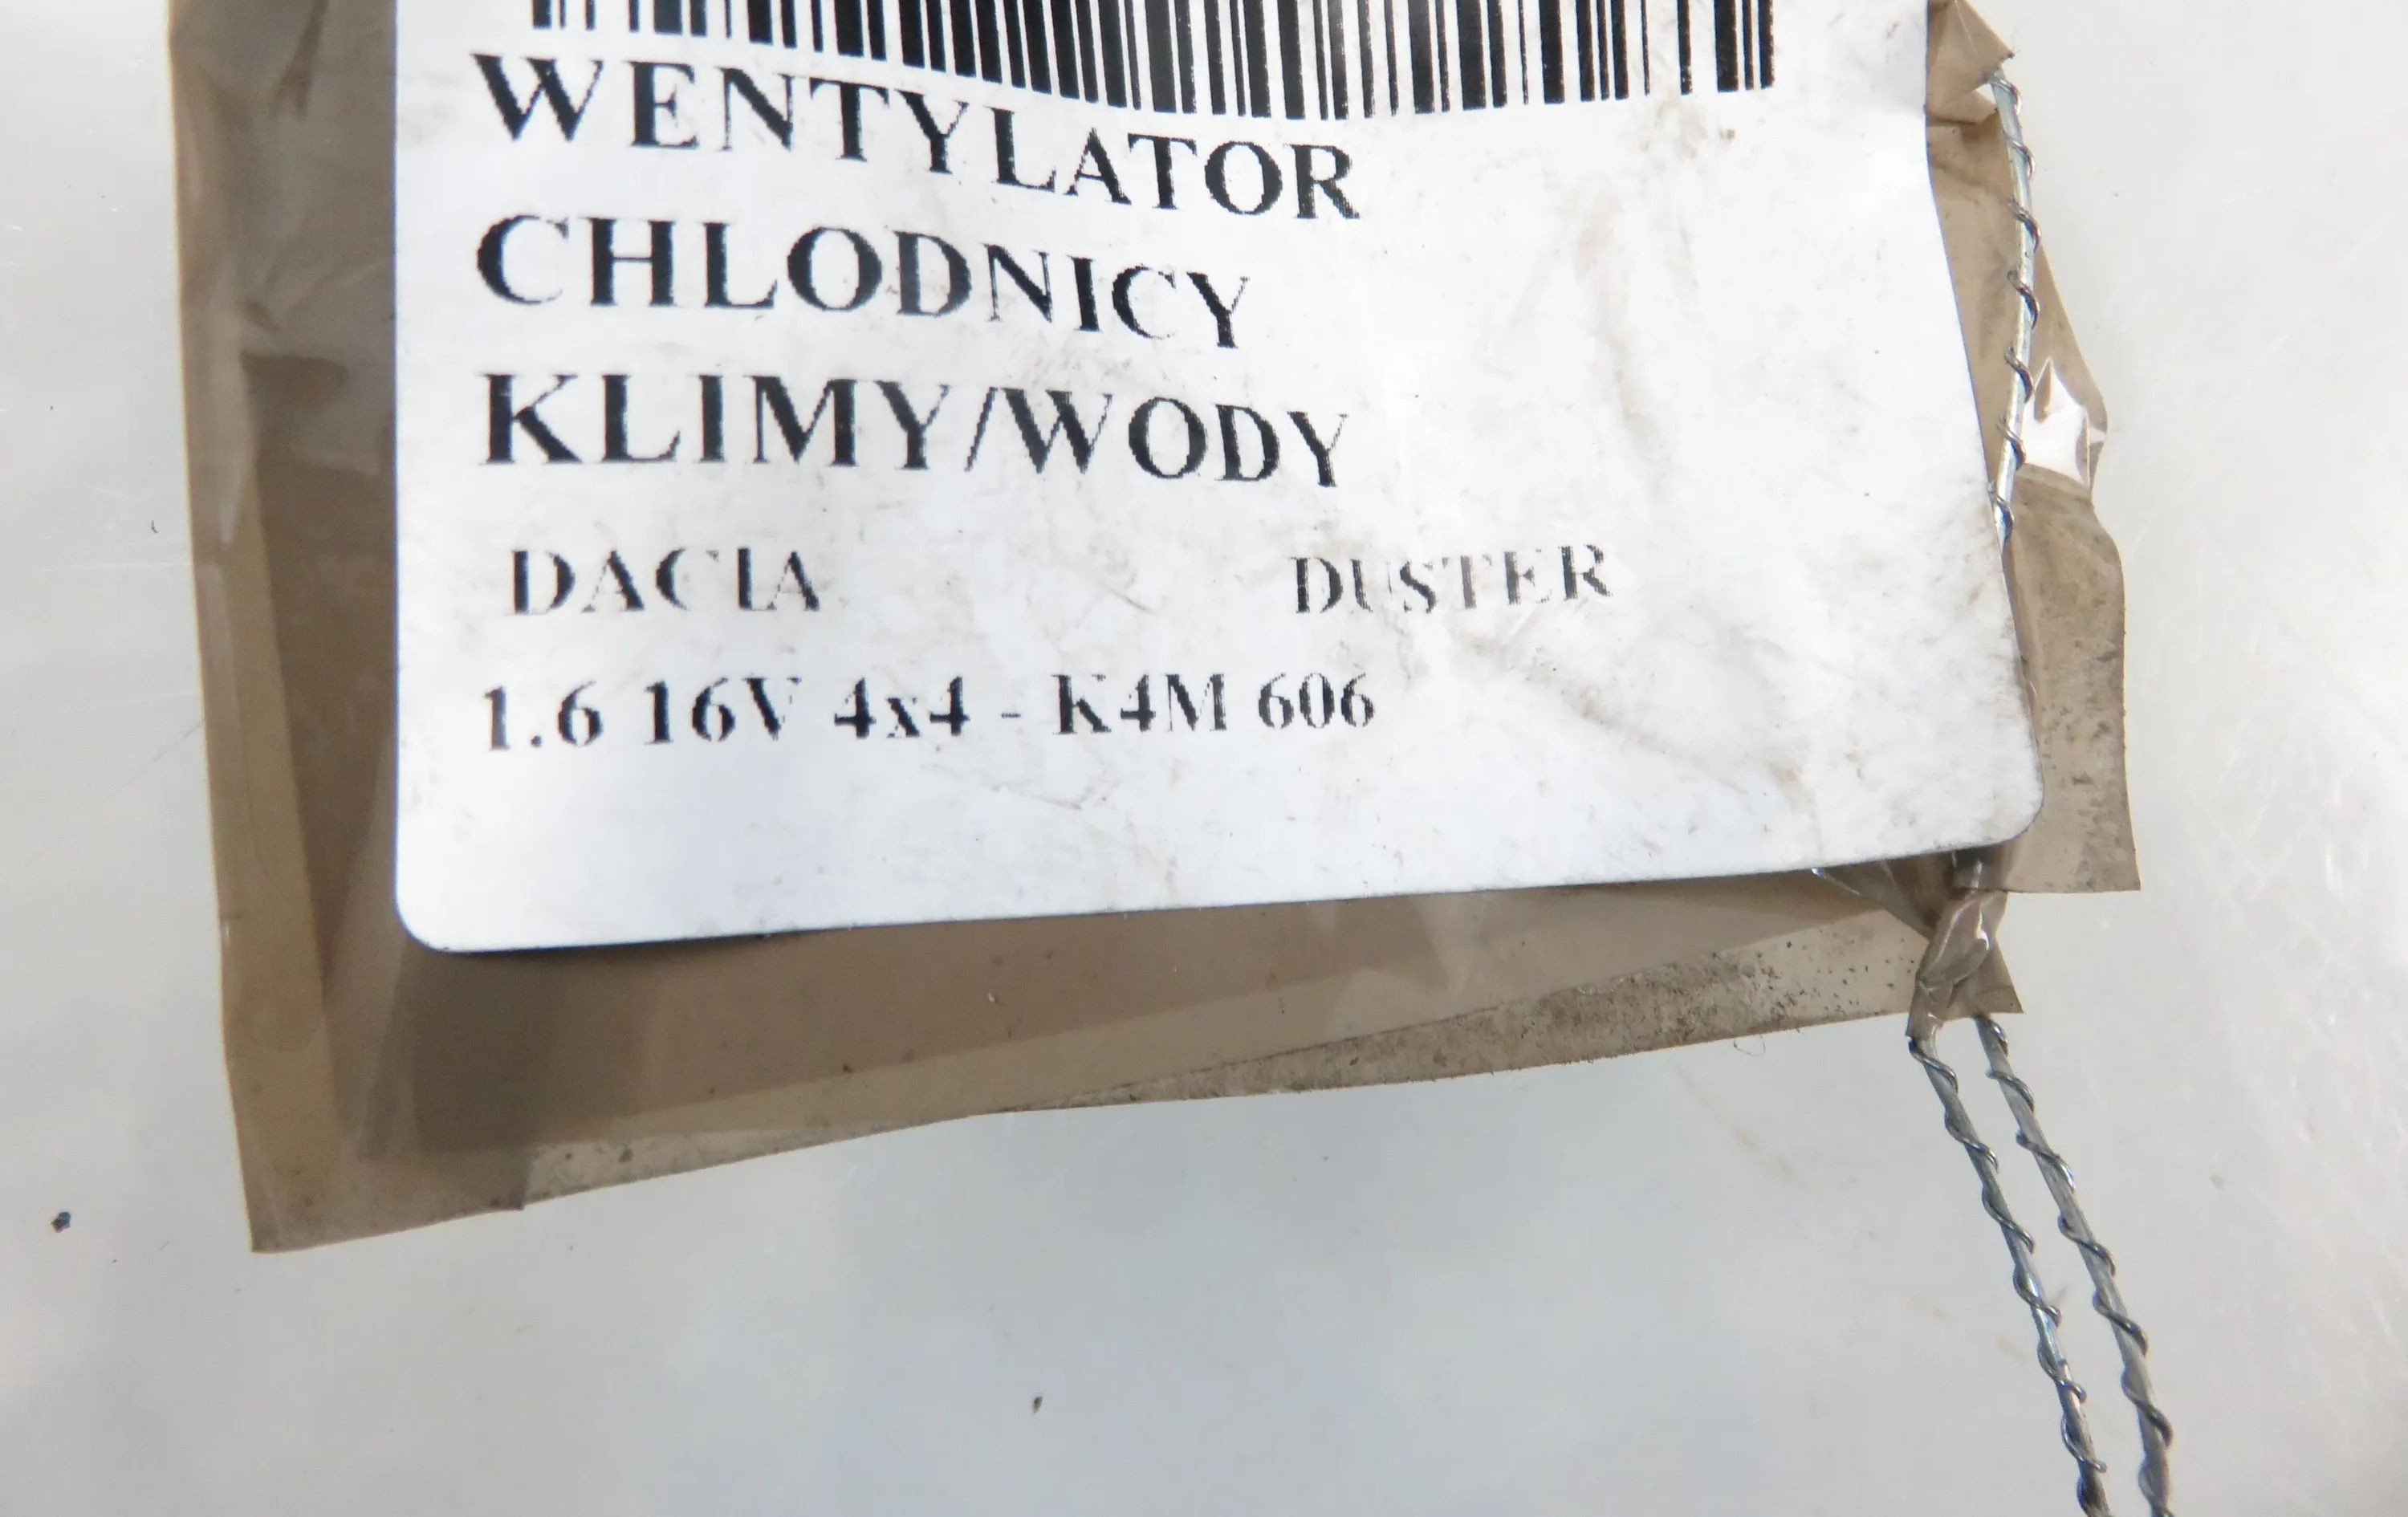 WENTYLATOR
CHLODNICY
KLIMY/WODY
DACIA DUSTER
1.6 16V 4x4 - K4M 606